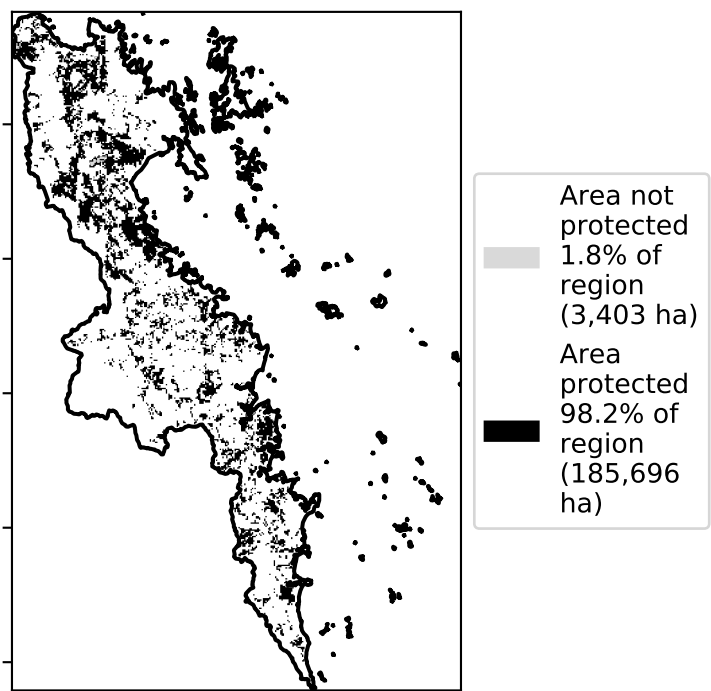 Area not
protected
1.8% of
region
(3,403 ha)
Area
protected
98.2% of
region
(185,696
ha)